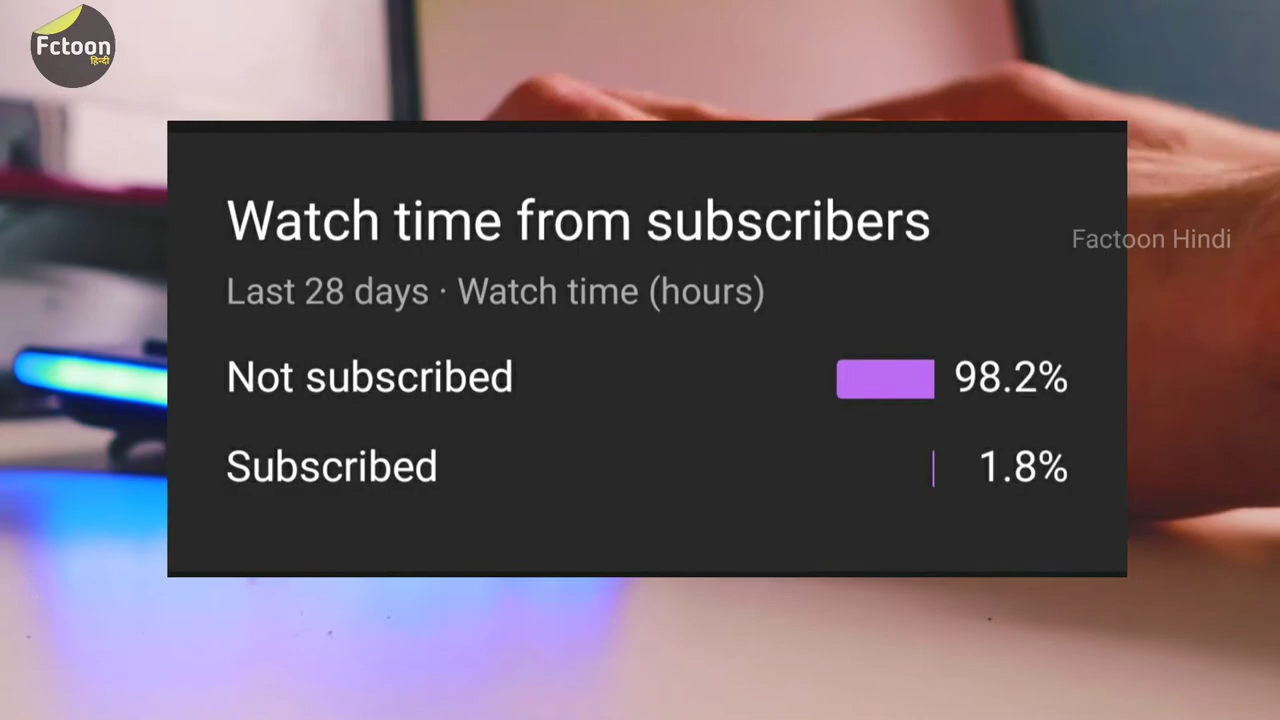 Fctoon
हिन्दी
Watch time from subscribers
Factoon Hindi
Last 28 days · Watch time (hours)
Not subscribed 98.2%
Subscribed 1.8%